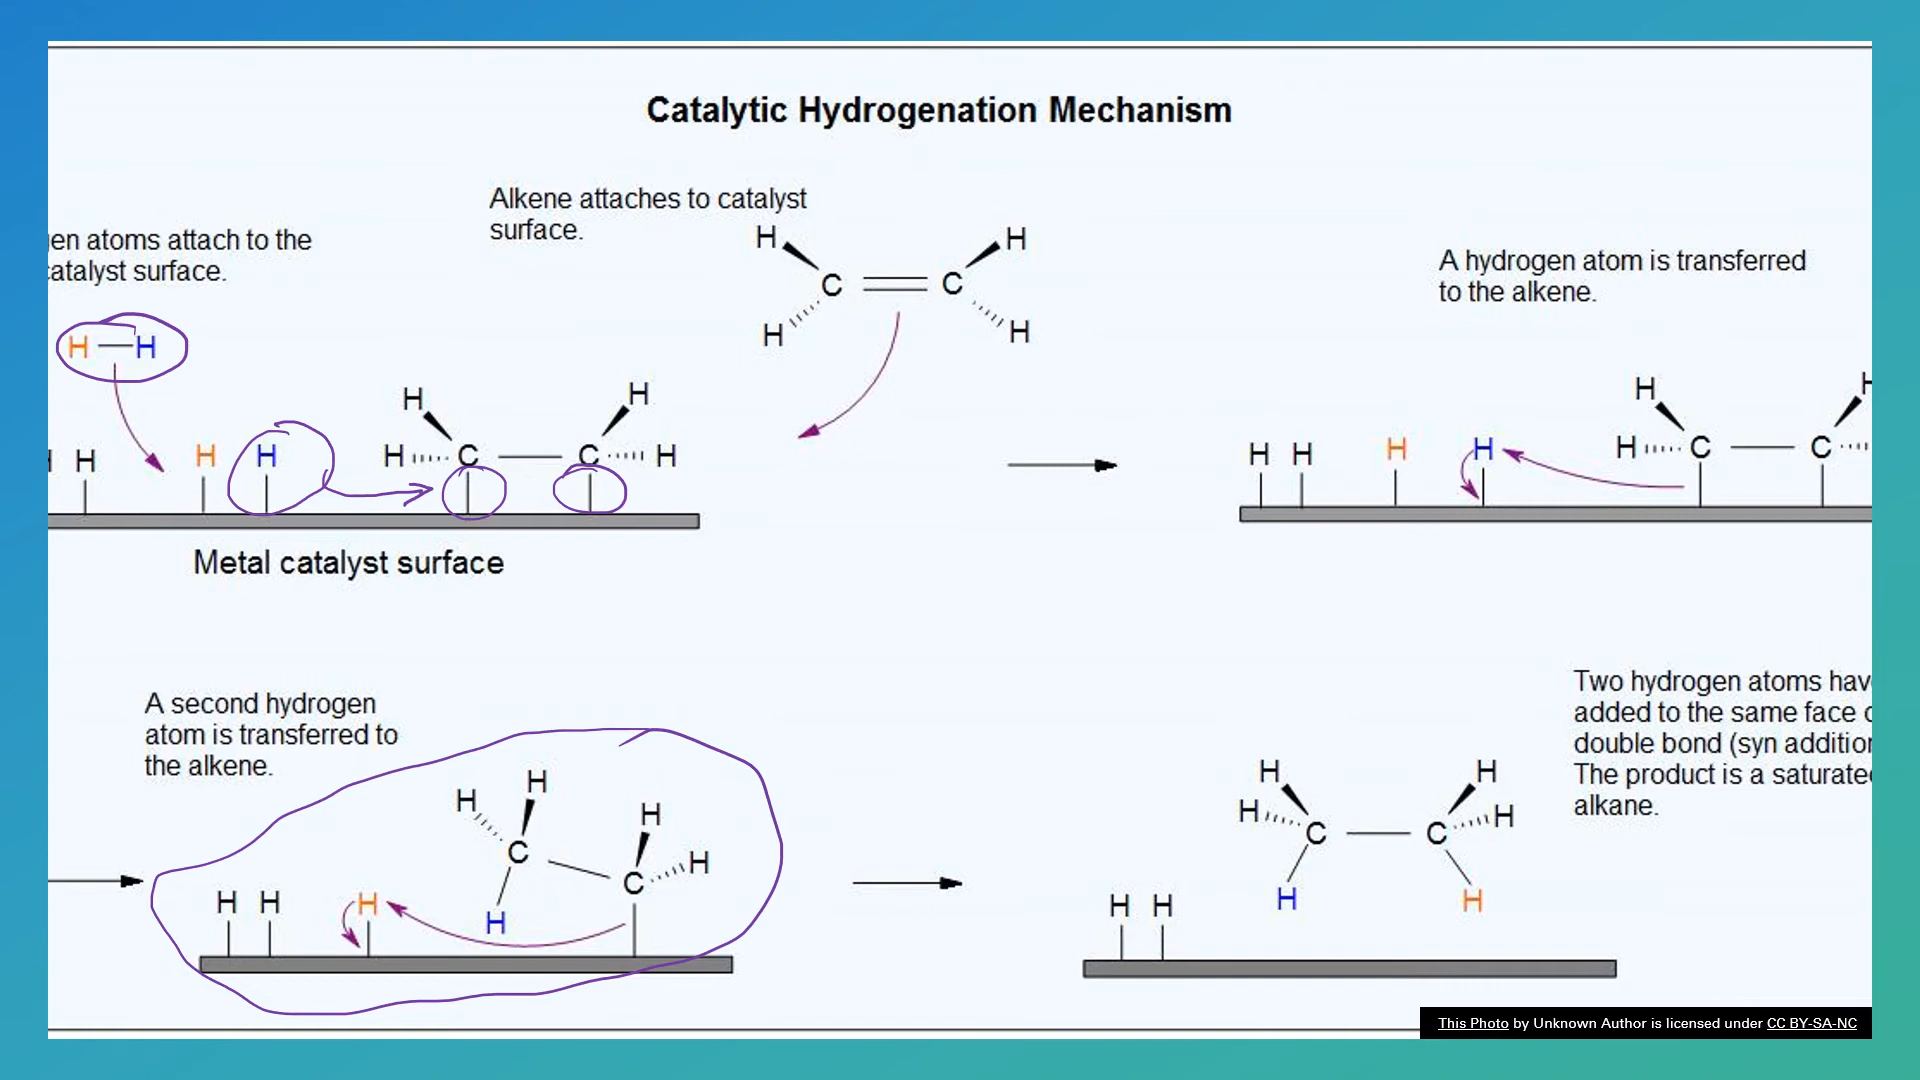 Catalytic Hydrogenation Mechanism
Alkene attaches to catalyst
surface.
en atoms attach to the
catalyst surface.
A hydrogen atom is transferred
to the alkene.
H H
C C
H H
H H
H H
H H H H C C H
Metal catalyst surface
H H
H H H H H C C
A second hydrogen
atom is transferred to
the alkene.
H H
H
C
C H
H H H
H
Two hydrogen atoms hav
added to the same face
double bond (syn addition
The product is a saturated
alkane.
H H
H C C H
H H
H H
This Photo by Unknown Author is licensed under CC BY-SA-NC